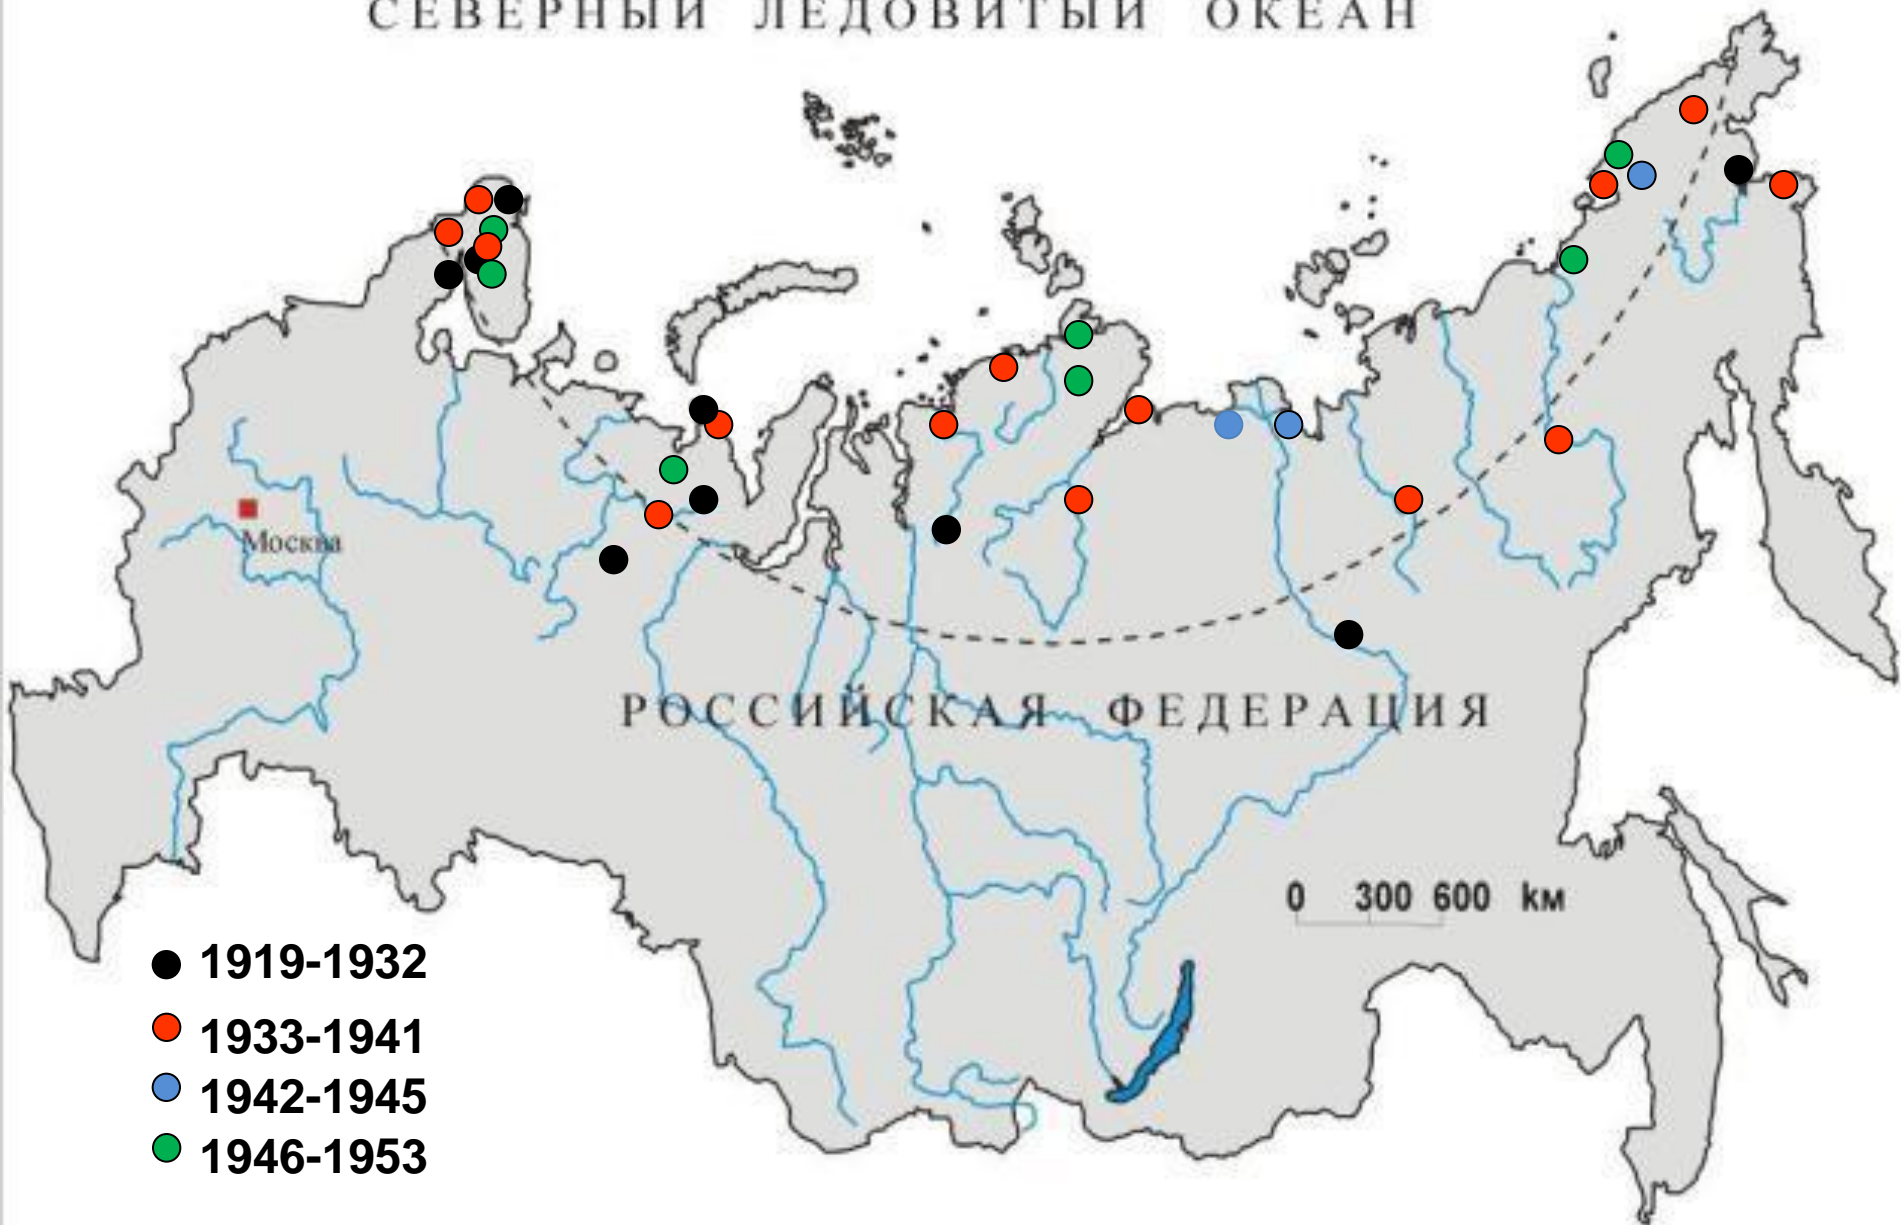 СЕВЕРНЫЙ ЛЕДОВИТЫЙ ОКЕАН
Москва
РОССИЙСКАЯ ФЕДЕРАЦИЯ
0 300 600 км
1919-1932
1933-1941
1942-1945
1946-1953